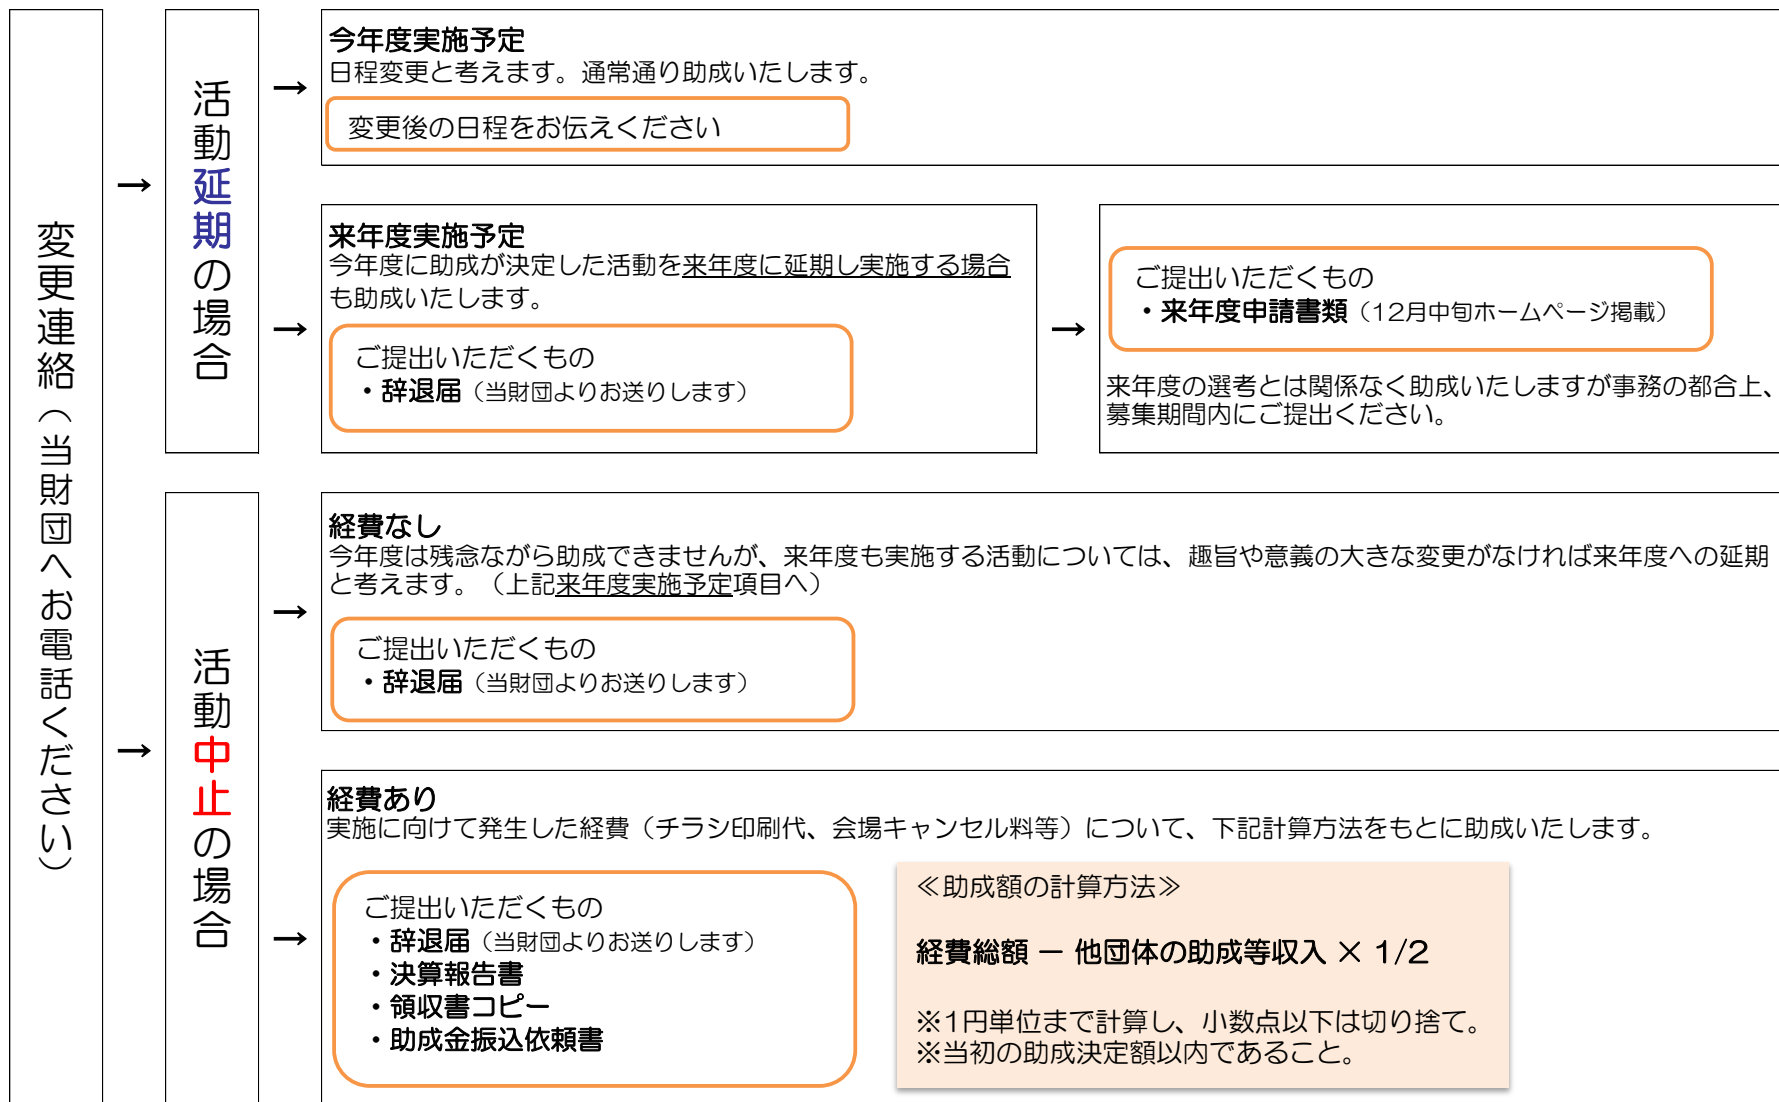 変更連絡（当財団へお電話ください）
→
活動延期の場合
→
今年度実施予定
日程変更と考えます。通常通り助成いたします。
変更後の日程をお伝えください
→
来年度実施予定
今年度に助成が決定した活動を来年度に延期し実施する場合
も助成いたします。
ご提出いただくもの
・辞退届（当財団よりお送りします）
→
ご提出いただくもの
・来年度申請書類（12月中旬ホームページ掲載）
来年度の選考とは関係なく助成いたしますが事務の都合上、
募集期間内にご提出ください。
→
活動中止の場合
→
経費なし
今年度は残念ながら助成できませんが、来年度も実施する活動については、趣旨や意義の大きな変更がなければ来年度への延期
と考えます。（上記来年度実施予定項目へ）
ご提出いただくもの
・辞退届（当財団よりお送りします）
→
経費あり
実施に向けて発生した経費（チラシ印刷代、会場キャンセル料等）について、下記計算方法をもとに助成いたします。
ご提出いただくもの
・辞退届（当財団よりお送りします）
・決算報告書
・領収書コピー
・助成金振込依頼書
≪助成額の計算方法≫
経費総額 － 他団体の助成等収入 × 1/2
※1円単位まで計算し、小数点以下は切り捨て。
※当初の助成決定額以内であること。